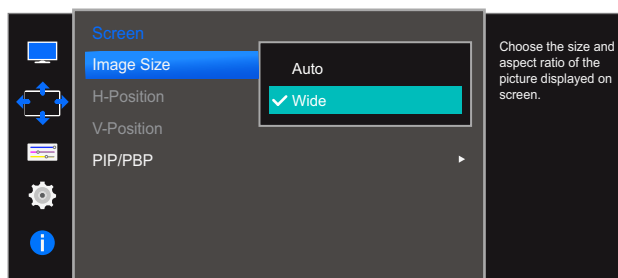 Screen
Image Size
Auto
H-Position
Wide
V-Position
PIP/PBP
Choose the size and
aspect ratio of the
picture displayed on
screen.